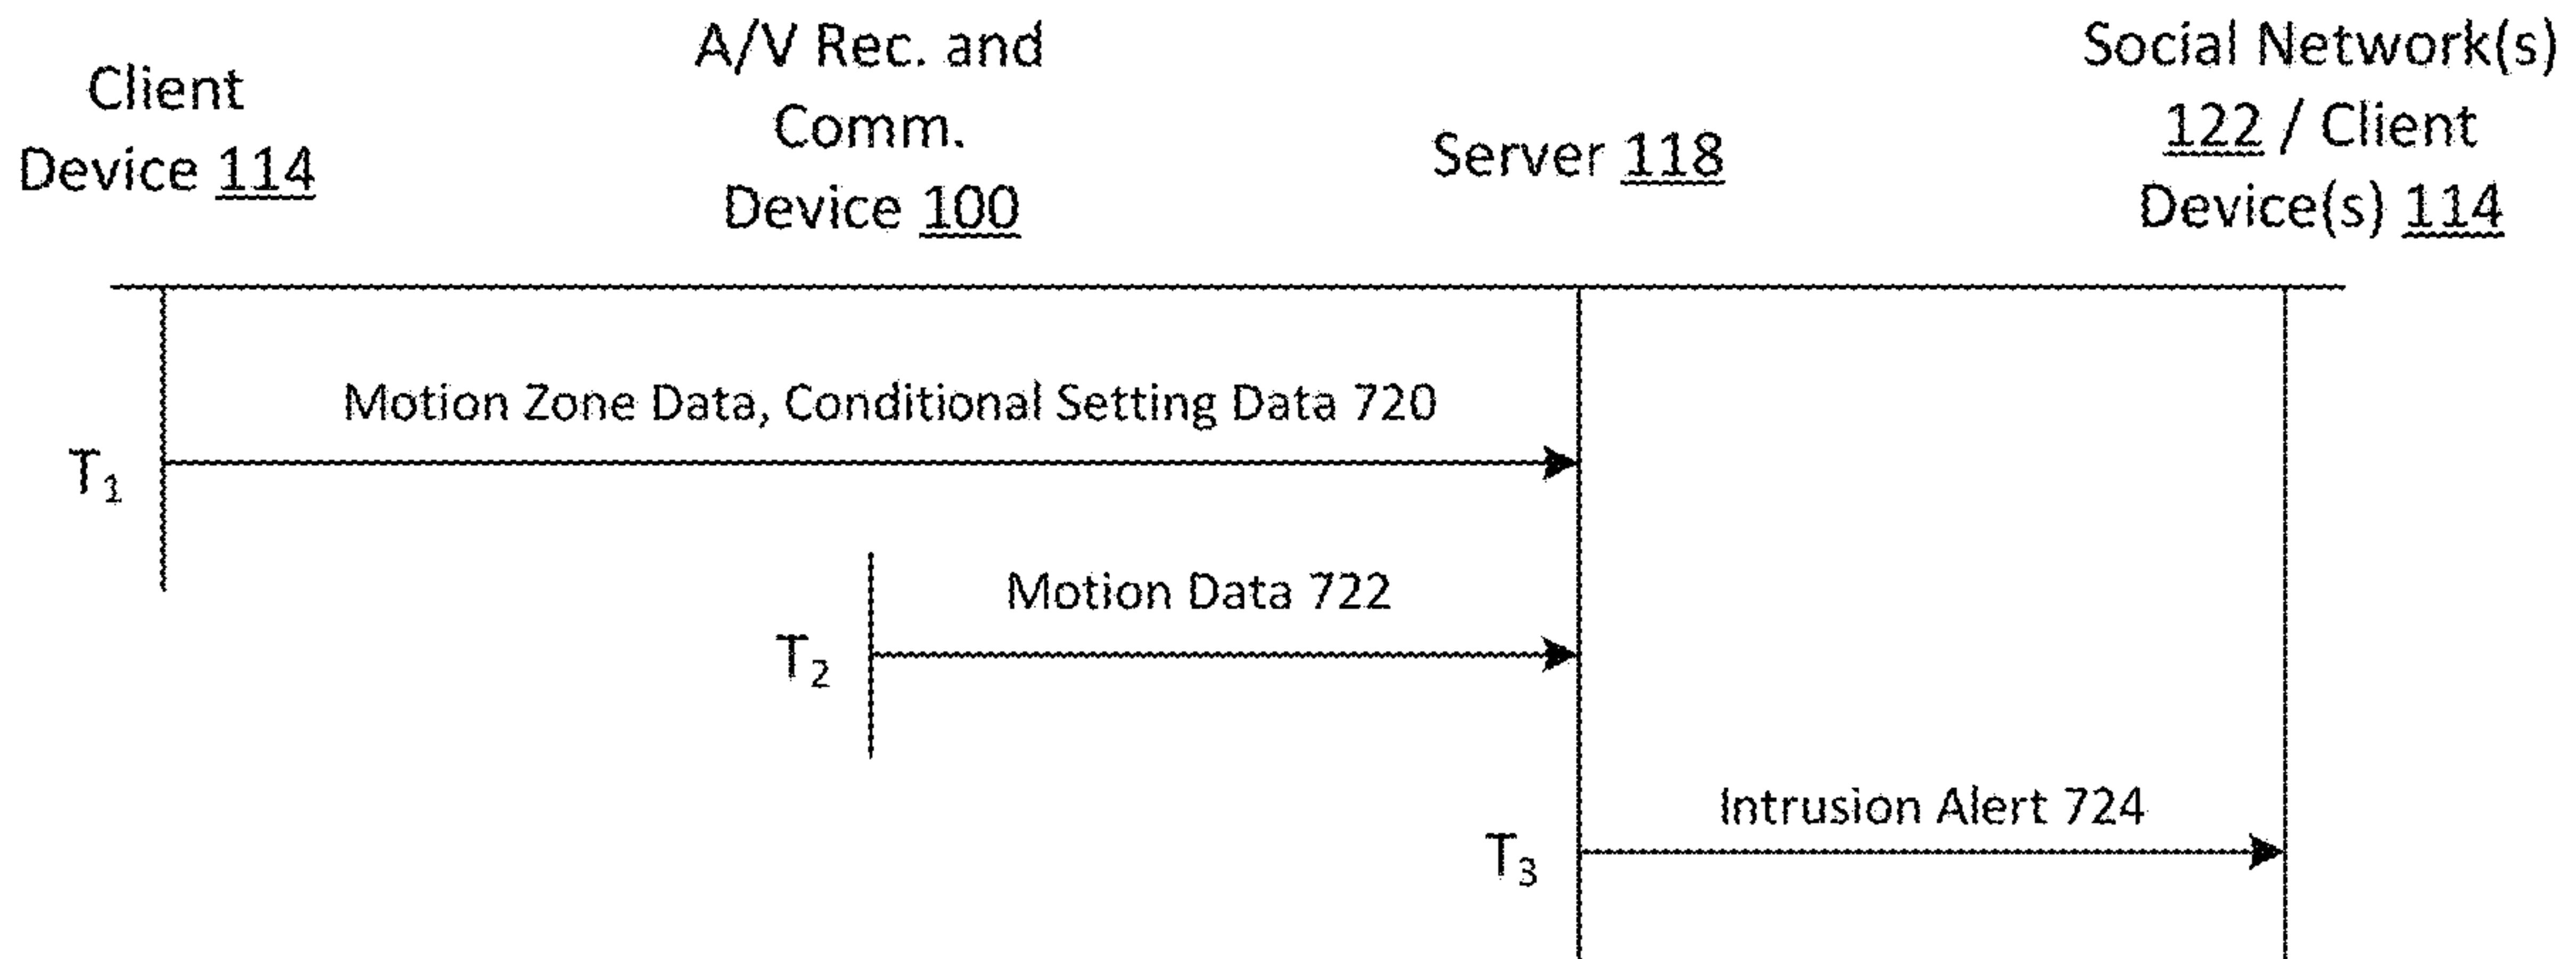 Client
Device 114
A/V Rec. and
Comm.
Device 100
Server 118
Social Network(s)
122 / Client
Device(s) 114
Motion Zone Data, Conditional Setting Data 720
T1
Motion Data 722
T2
Intrusion Alert 724
T3